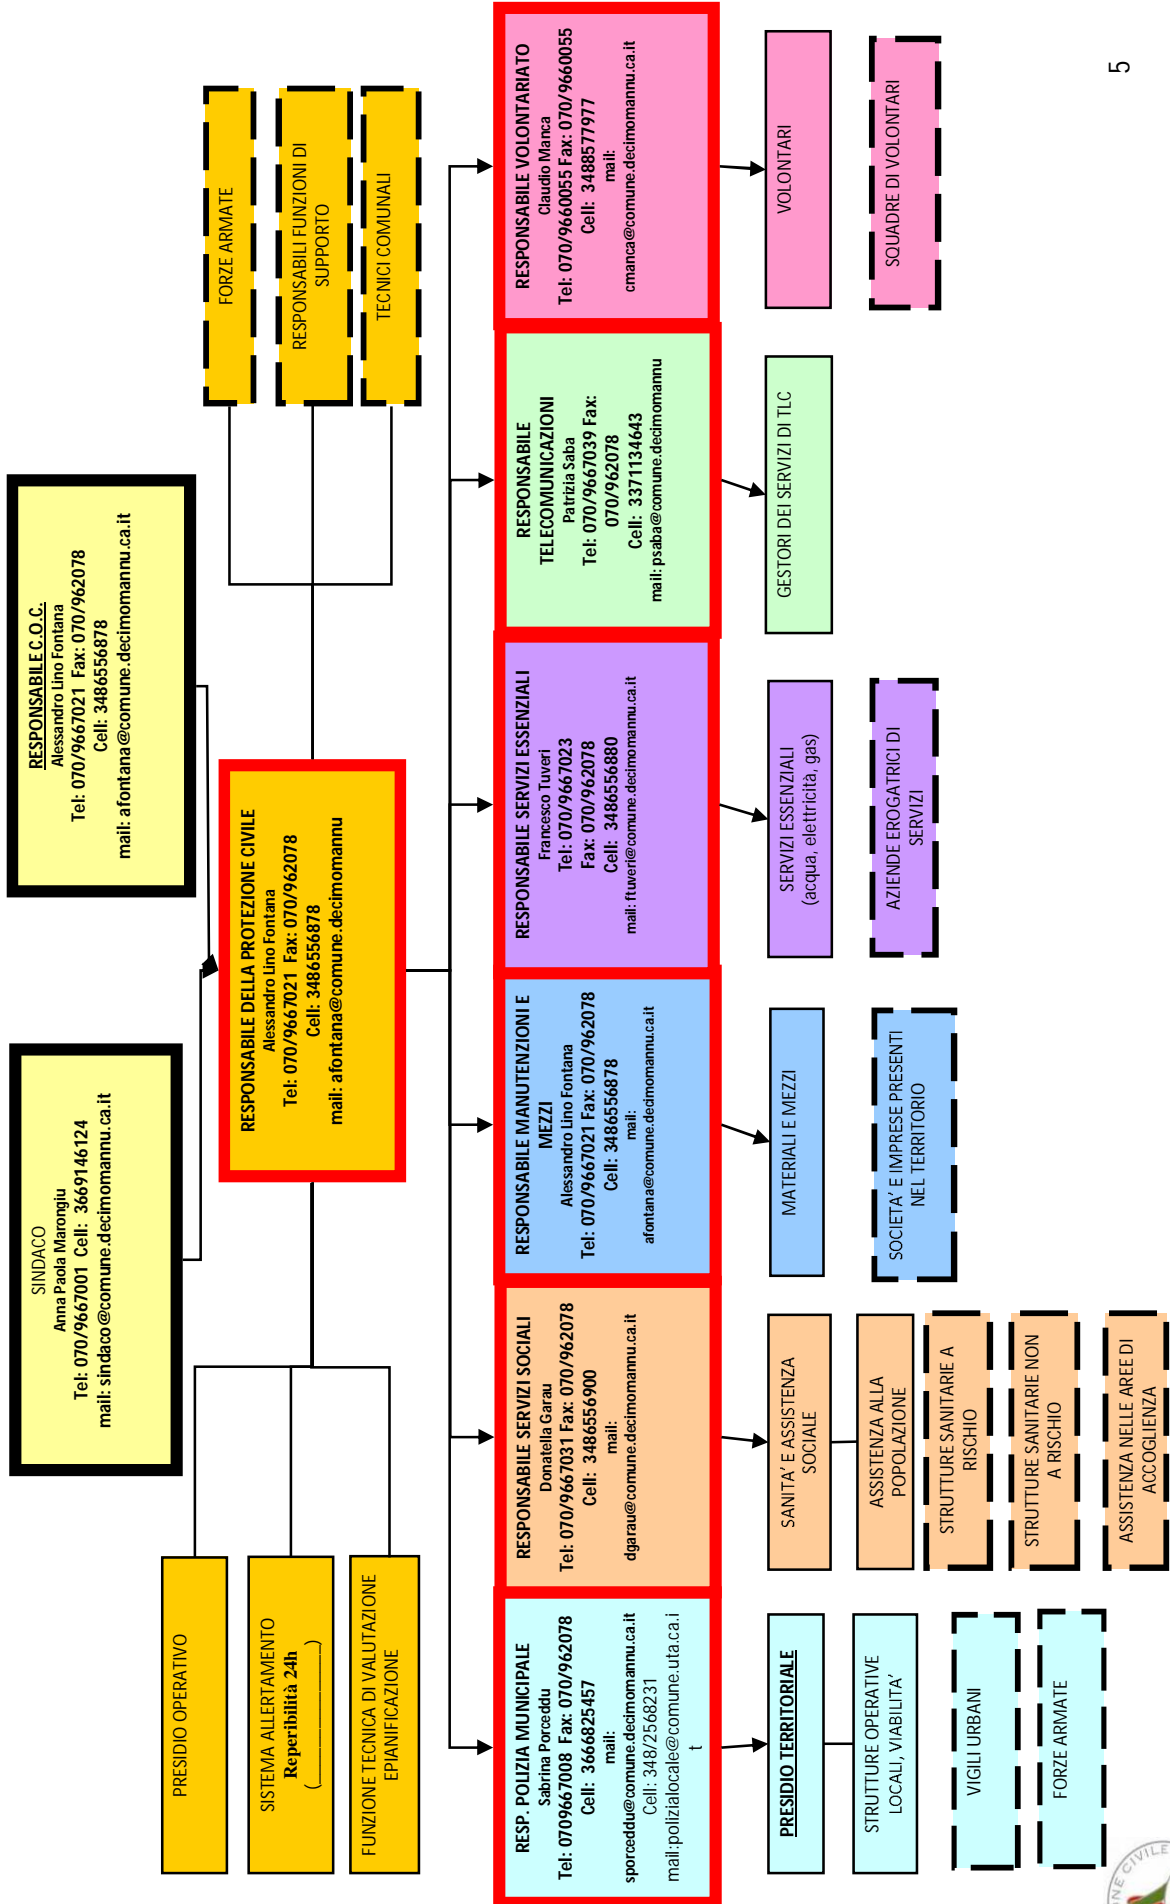 SINDACO
Anna Paola Marongiu
Tel: 070/9667001 Cell: 3669146124
mail: sindaco@comune.decimomannu.ca.it
RESPONSABILE C.O.C.
Alessandro Lino Fontana
Tel: 070/9667021 Fax: 070/962078
Cell: 3486556878
mail: afontana@comune.decimomannu.ca.it
PRESIDIO OPERATIVO
SISTEMA ALLERTAMENTO
Reperibilità 24h
(______________)
FUNZIONE TECNICA DI VALUTAZIONE
EPIANIFICAZIONE
RESPONSABILE DELLA PROTEZIONE CIVILE
Alessandro Lino Fontana
Tel: 070/9667021 Fax: 070/962078
Cell: 3486556878
mail: afontana@comune.decimomannu
FORZE ARMATE
RESPONSABILI FUNZIONI DI
SUPPORTO
TECNICI COMUNALI
RESP. POLIZIA MUNICIPALE
Sabrina Porceddu
Tel: 0709667008 Fax: 070/962078
Cell: 3666825457
mail:
sporceddu@comune.decimomannu.ca.it
Cell: 348/2568231
mail:polizialocale@comune.uta.ca.i
t
RESPONSABILE SERVIZI SOCIALI
Donatella Garau
Tel: 070/9667031 Fax: 070/962078
Cell: 3486556900
mail:
dgarau@comune.decimomannu.ca.it
RESPONSABILE MANUTENZIONI E
MEZZI
Alessandro Lino Fontana
Tel: 070/9667021 Fax: 070/962078
Cell: 3486556878
mail:
afontana@comune.decimomannu.ca.it
RESPONSABILE SERVIZI ESSENZIALI
Francesco Tuveri
Tel: 070/9667023
Fax: 070/962078
Cell: 3486556880
mail: ftuveri@comune.decimomannu.ca.it
RESPONSABILE
TELECOMUNICAZIONI
Patrizia Saba
Tel: 070/9667039 Fax:
070/962078
Cell: 3371134643
mail: psaba@comune.decimomannu
RESPONSABILE VOLONTARIATO
Claudio Manca
Tel: 070/9660055 Fax: 070/9660055
Cell: 3488577977
mail:
cmanca@comune.decimomannu.ca.it
PRESIDIO TERRITORIALE
STRUTTURE OPERATIVE
LOCALI, VIABILITA'
VIGILI URBANI
FORZE ARMATE
SANITA' E ASSISTENZA
SOCIALE
ASSISTENZA ALLA
POPOLAZIONE
STRUTTURE SANITARIE A
RISCHIO
STRUTTURE SANITARIE NON
A RISCHIO
ASSISTENZA NELLE AREE DI
ACCOGLIENZA
MATERIALI E MEZZI
SOCIETA' E IMPRESE PRESENTI
NEL TERRITORIO
SERVIZI ESSENZIALI
(acqua, elettricità, gas)
AZIENDE EROGATRICI DI
SERVIZI
GESTORI DEI SERVIZI DI TLC
VOLONTARI
SQUADRE DI VOLONTARI
5
CIVILE